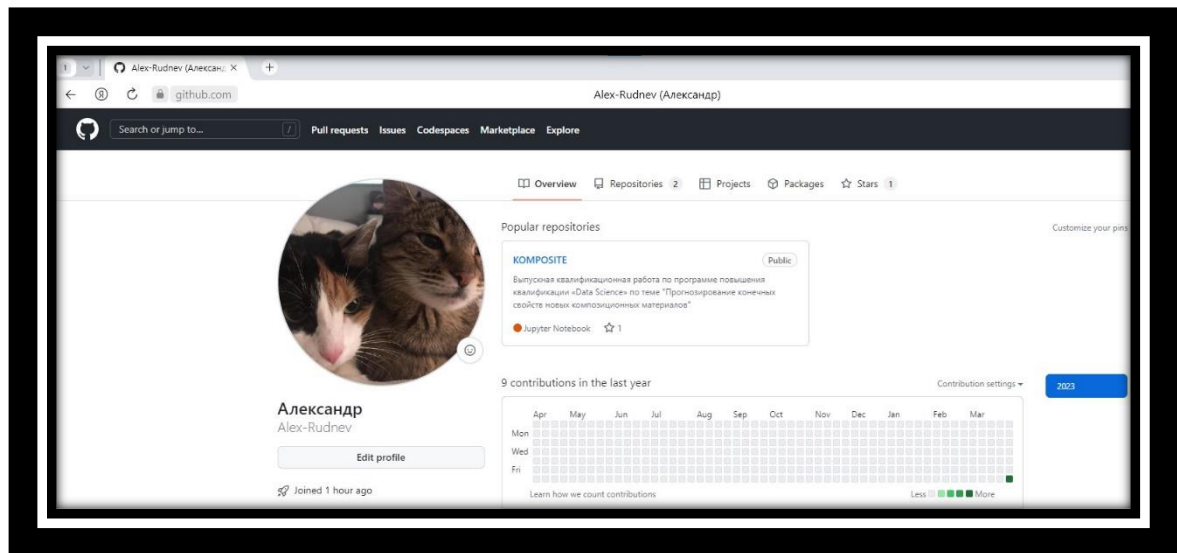 1
Alex-Rudnev (Алексан,
github.com
Alex-Rudnev (Александр)
Search or jump to...
/
Pull requests Issues Codespaces Marketplace Explore
Overview Repositories 2 Projects Packages Stars 1
Popular repositories
Customize your pins
KOMPOSITE Public
Выпускная квалификационная работа по программе повышения
квалификации «Data Science» по теме "Прогнозирование конечных
свойств новых композиционных материалов"
Jupyter Notebook 1
9 contributions in the last year
Contribution settings
2023
Apr May Jun Jul Aug Sep Oct Nov Dec Jan Feb Mar
Mon
Wed
Fri
Learn how we count contributions
Less More
Александр
Alex-Rudnev
Edit profile
Joined 1 hour ago